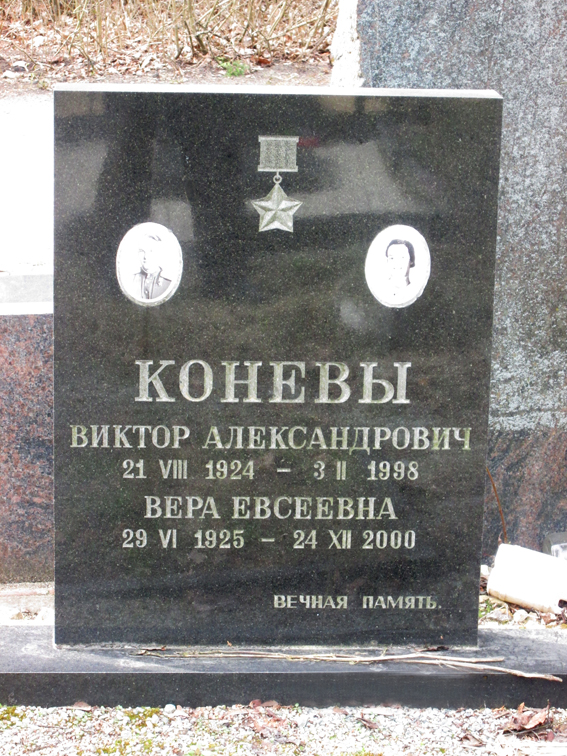 КОНЕВЫ
ВИКТОР АЛЕКСАНДРОВИЧ
21 VIII 1924 – 3 II 1998
ВЕРА ЕВСЕЕВНА
29 VI 1925 – 24 XII 2000
ВЕЧНАЯ ПАМЯТЬ.